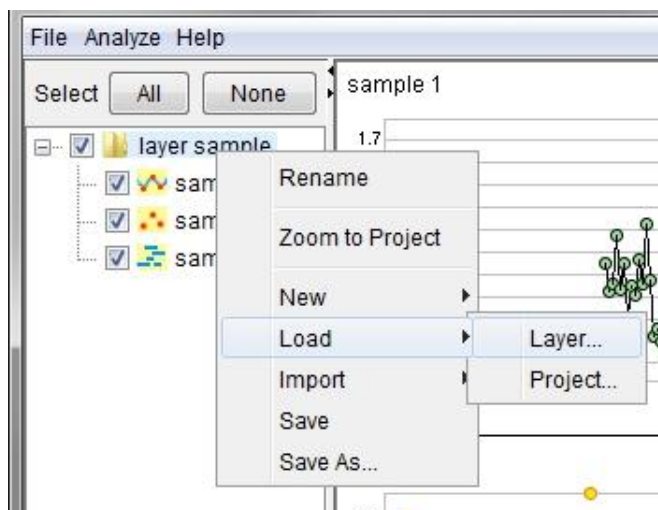 File Analyze Help
Select All None
sample 1
layer sample
1.7
sam
sam
sam
Rename
Zoom to Project
New
Load
Import
Save
Save As...
Layer...
Project...